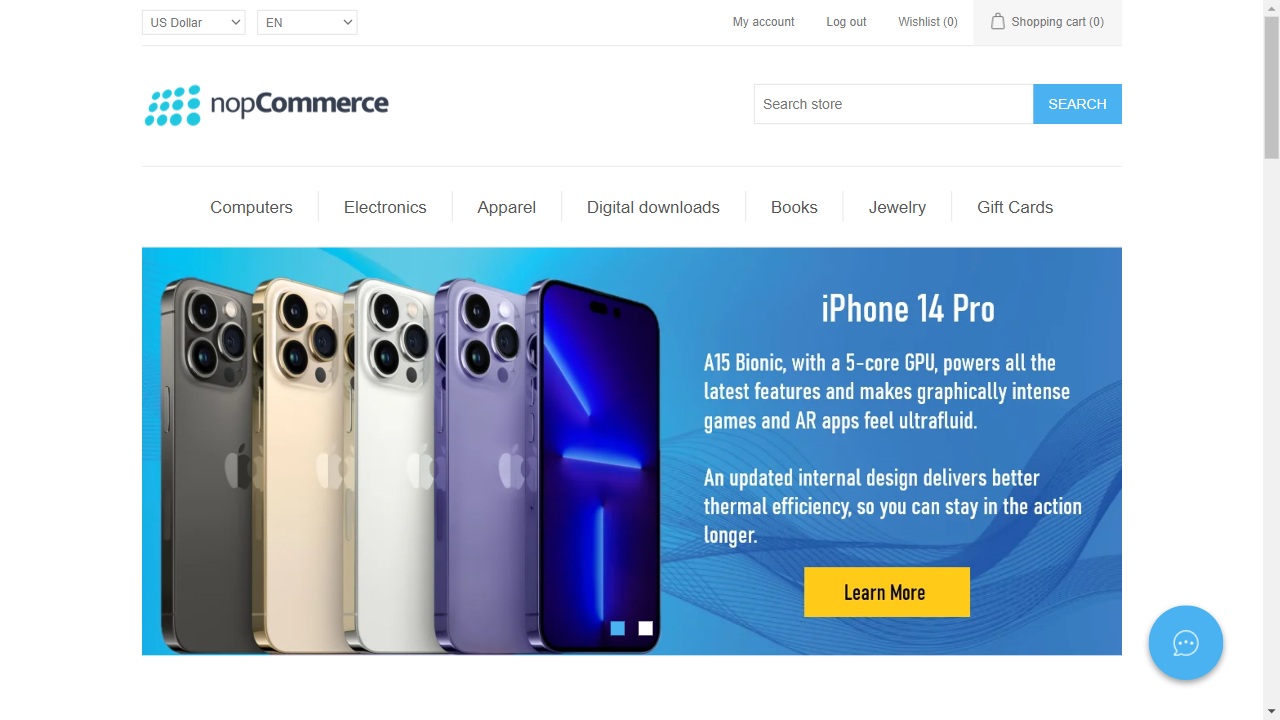 US Dollar
EN
My account
Log out
Wishlist (0)
Shopping cart (0)
nopCommerce
Search store
SEARCH
Computers
Electronics
Apparel
Digital downloads
Books
Jewelry
Gift Cards
iPhone 14 Pro
A15 Bionic, with a 5-core GPU, powers all the
latest features and makes graphically intense
games and AR apps feel ultrafluid.
An updated internal design delivers better
thermal efficiency, so you can stay in the action
longer.
Learn More